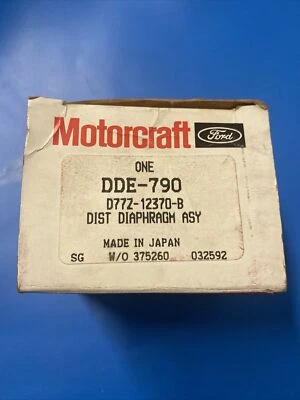 Motorcraft Ford
ONE
DDE-790
D77Z-12370-B
DIST DIAPHRAGM ASY
MADE IN JAPAN
SG W/O 375260 032592